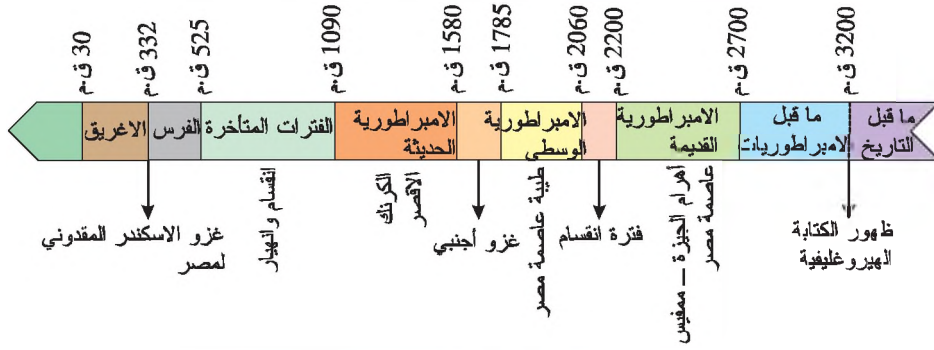 3200 ق.م
2700 ق.م
2200 ق.م
2060 ق.م
1785 ق.م
1580 ق.م
1090 ق.م
525 ق.م
332 ق.م
30 ق.م
ما قبل
التاريخ
ما قبل
الامبراطوريات
الامبراطورية
القديمة
الامبراطورية
الوسطى
الامبراطورية
الحديثة
الفترات المتأخرة
الفرس
الاغريق
ظهور الكتابة
الهيروغليفية
أهرام الجيزة – ممفيس
عاصمة مصر
فترة انقسام
طيبة عاصمة مصر
غزو أجنبي
الكرنك
الاقصر
انقسام وانهيار
غزو الاسكندر المقدوني
لمصر